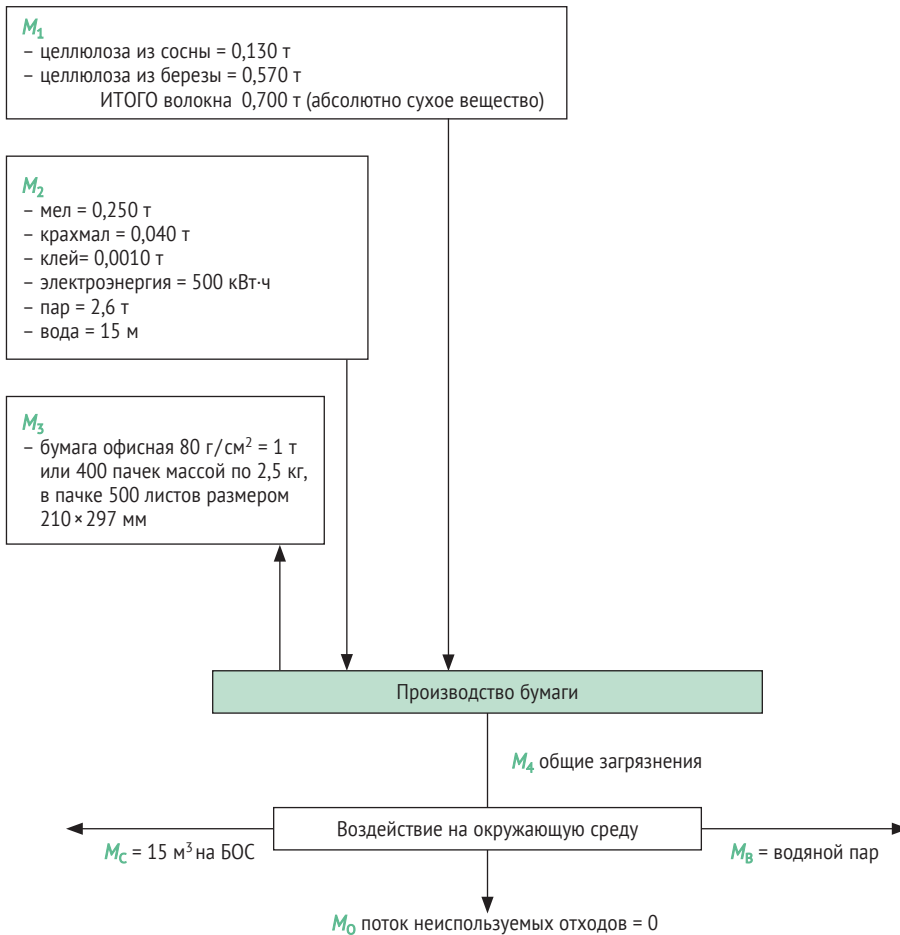 M₁
– целлюлоза из сосны = 0,130 т
– целлюлоза из березы = 0,570 т
ИТОГО волокна 0,700 т (абсолютно сухое вещество)
M₂
– мел = 0,250 т
– крахмал = 0,040 т
– клей= 0,0010 т
– электроэнергия = 500 кВт·ч
– пар = 2,6 т
– вода = 15 м
M₃
– бумага офисная 80 г/см² = 1 т
или 400 пачек массой по 2,5 кг,
в пачке 500 листов размером
210 × 297 мм
Производство бумаги
M₄ общие загрязнения
Воздействие на окружающую среду
M_C = 15 м³ на БОС
M_В = водяной пар
M_О поток неиспользуемых отходов = 0